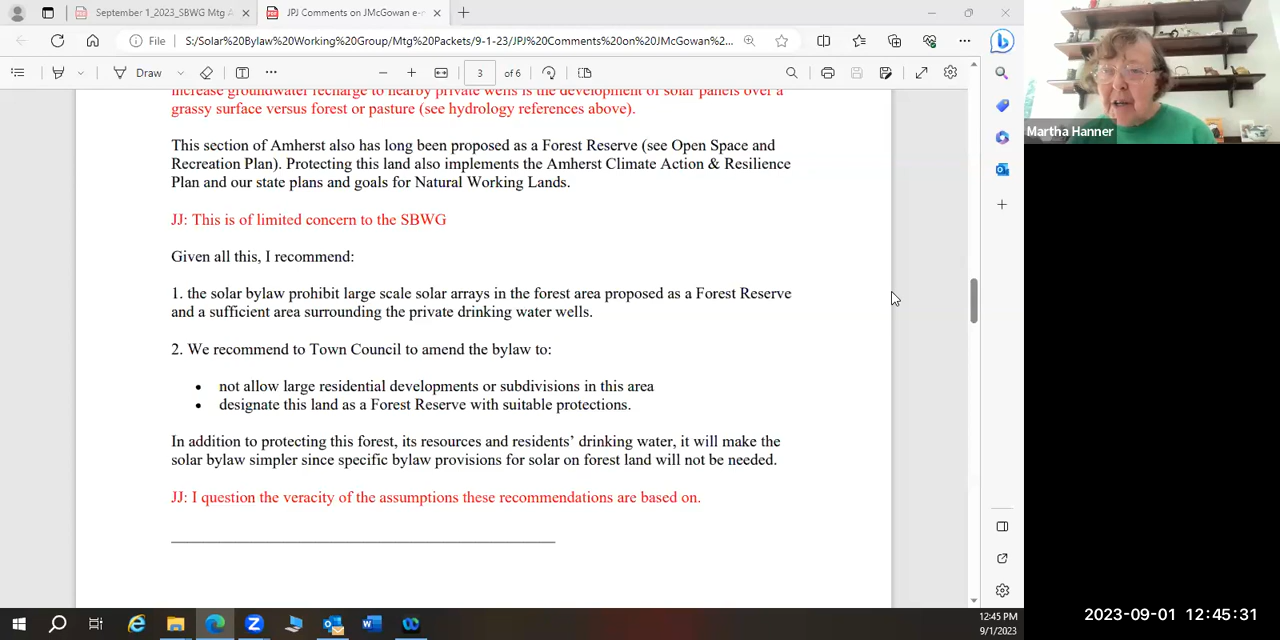 September 1_2023_SBWG Mtg A
JPJ Comments on JMcGowan e-m
File
S:/Solar%20Bylaw%20Working%20Group/Mtg%20Packets/9-1-23/JPJ%20Comments%20on%20JMcGowan%2...
Draw
3
of 6
increase groundwater recharge to nearby private wells is the development of solar panels over a
grassy surface versus forest or pasture (see hydrology references above).
This section of Amherst also has long been proposed as a Forest Reserve (see Open Space and
Recreation Plan). Protecting this land also implements the Amherst Climate Action & Resilience
Plan and our state plans and goals for Natural Working Lands.
JJ: This is of limited concern to the SBWG
Given all this, I recommend:
1. the solar bylaw prohibit large scale solar arrays in the forest area proposed as a Forest Reserve
and a sufficient area surrounding the private drinking water wells.
2. We recommend to Town Council to amend the bylaw to:
• not allow large residential developments or subdivisions in this area
• designate this land as a Forest Reserve with suitable protections.
In addition to protecting this forest, its resources and residents' drinking water, it will make the
solar bylaw simpler since specific bylaw provisions for solar on forest land will not be needed.
JJ: I question the veracity of the assumptions these recommendations are based on.
Martha Hanner
12:45 PM
9/1/2023
2023-09-01 12:45:31